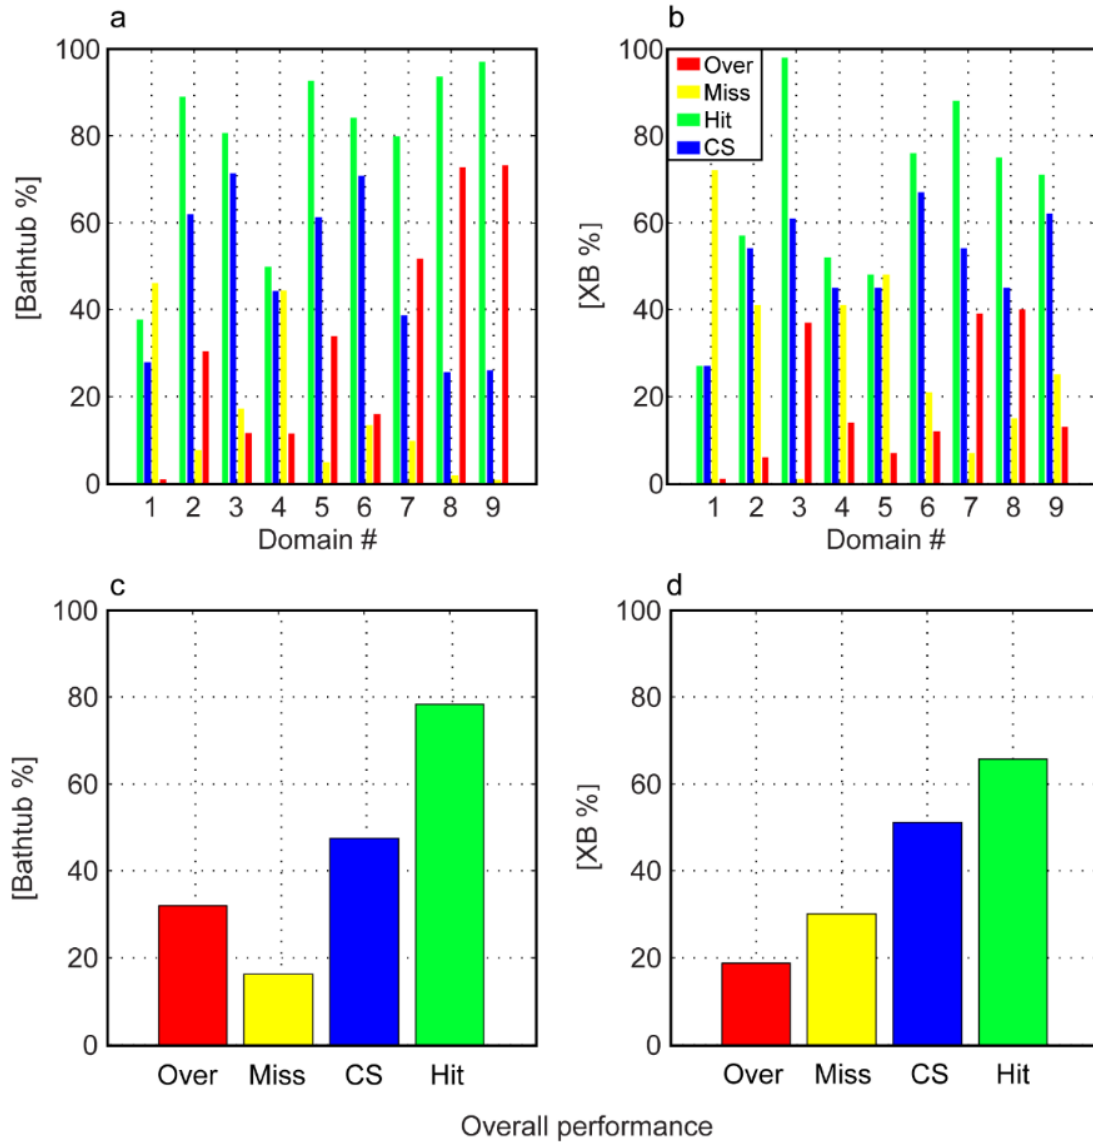 a
[Bathtub %]
100
80
60
40
20
0
1 2 3 4 5 6 7 8 9
Domain #
b
[XB %]
100
80
60
40
20
0
Over
Miss
Hit
CS
1 2 3 4 5 6 7 8 9
Domain #
c
[Bathtub %]
100
80
60
40
20
0
Over Miss CS Hit
d
[XB %]
100
80
60
40
20
0
Over Miss CS Hit
Overall performance